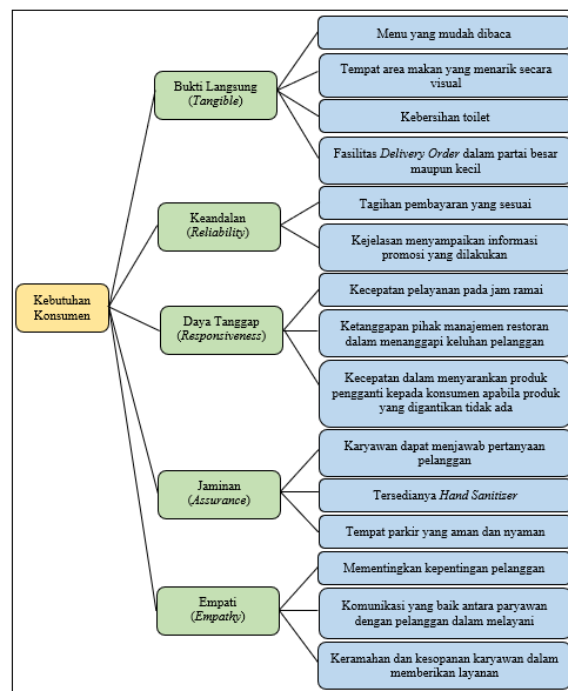 Kebutuhan
Konsumen
Bukti Langsung
(Tangible)
Menu yang mudah dibaca
Tempat area makan yang menarik secara
visual
Kebersihan toilet
Fasilitas Delivery Order dalam partai besar
maupun kecil
Keandalan
(Reliability)
Tagihan pembayaran yang sesuai
Kejelasan menyampaikan informasi
promosi yang dilakukan
Daya Tanggap
(Responsiveness)
Kecepatan pelayanan pada jam ramai
Ketanggapan pihak manajemen restoran
dalam menanggapi keluhan pelanggan
Kecepatan dalam menyarankan produk
pengganti kepada konsumen apabila produk
yang digantikan tidak ada
Jaminan
(Assurance)
Karyawan dapat menjawab pertanyaan
pelanggan
Tersedianya Hand Sanitizer
Tempat parkir yang aman dan nyaman
Empati
(Empathy)
Mementingkan kepentingan pelanggan
Komunikasi yang baik antara paryawan
dengan pelanggan dalam melayani
Keramahan dan kesopanan karyawan dalam
memberikan layanan